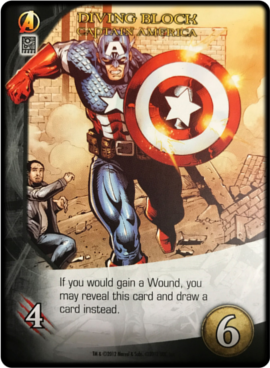 DIVING BLOCK
CAPTAIN AMERICA
If you would gain a Wound, you
may reveal this card and draw a
card instead.
4
6